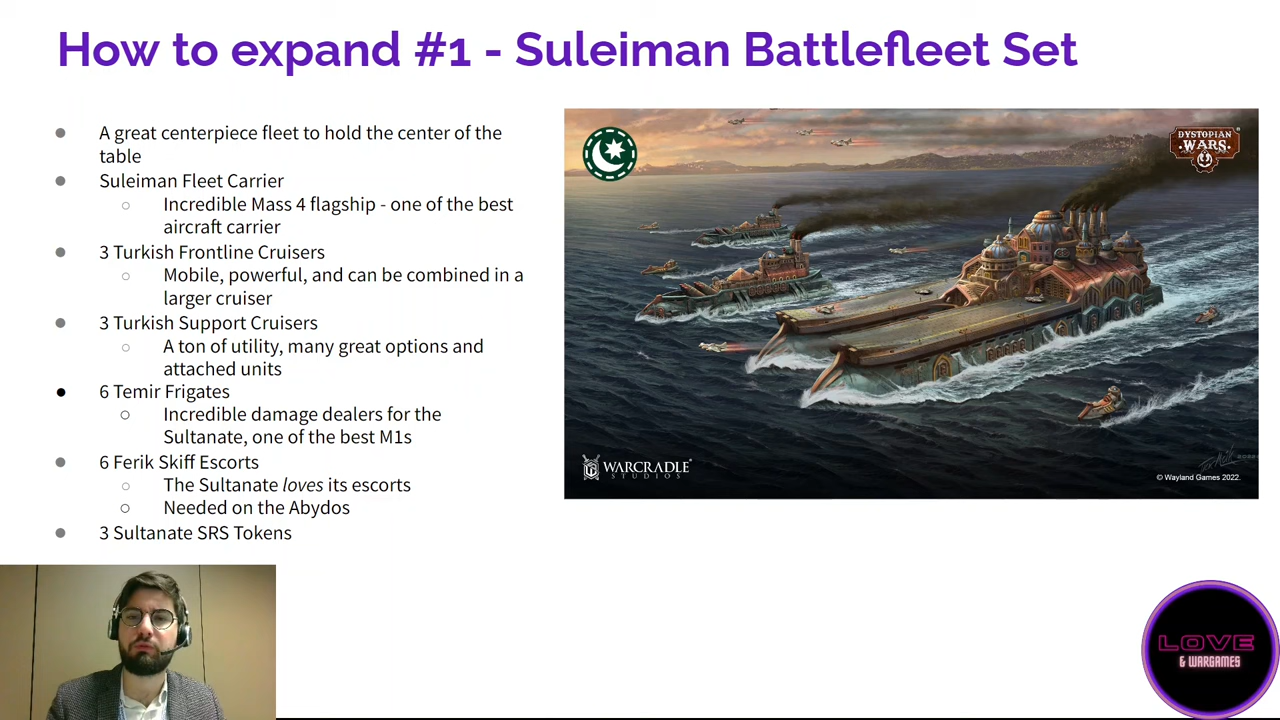 How to expand #1 - Suleiman Battlefleet Set
● A great centerpiece fleet to hold the center of the
table
● Suleiman Fleet Carrier
○ Incredible Mass 4 flagship - one of the best
aircraft carrier
● 3 Turkish Frontline Cruisers
○ Mobile, powerful, and can be combined in a
larger cruiser
● 3 Turkish Support Cruisers
○ A ton of utility, many great options and
attached units
● 6 Temir Frigates
○ Incredible damage dealers for the
Sultanate, one of the best M1s
● 6 Ferik Skiff Escorts
○ The Sultanate loves its escorts
○ Needed on the Abydos
● 3 Sultanate SRS Tokens
DYSTOPIAN
WARS
WARCRADLE
STUDIOS
© Wayland Games 2022.
LOVE
& WARGAMES